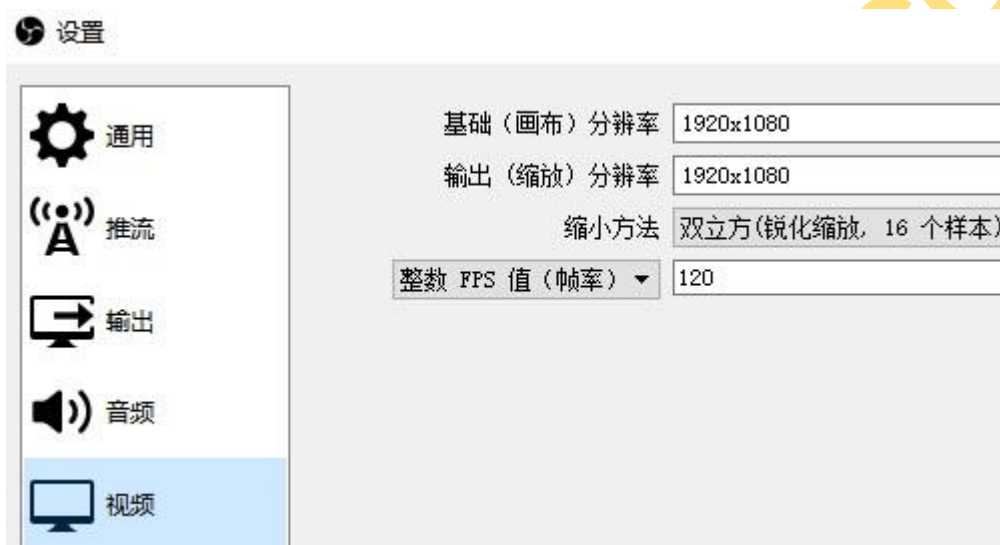 设置
通用
推流
输出
音频
视频
基础（画布）分辨率 1920x1080
输出（缩放）分辨率 1920x1080
缩小方法 双立方(锐化缩放, 16 个样本)
整数 FPS 值（帧率） 120